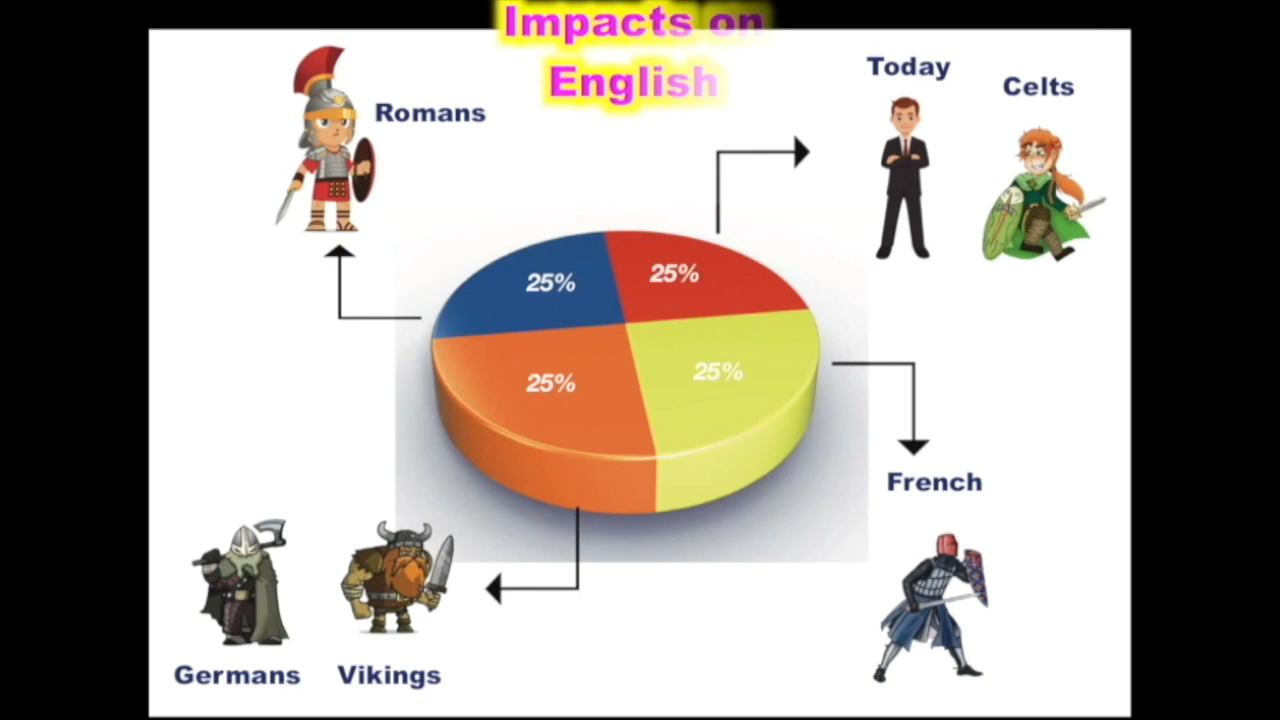 Impacts on
English
Today
Celts
Romans
25%
25%
25%
25%
French
Germans
Vikings